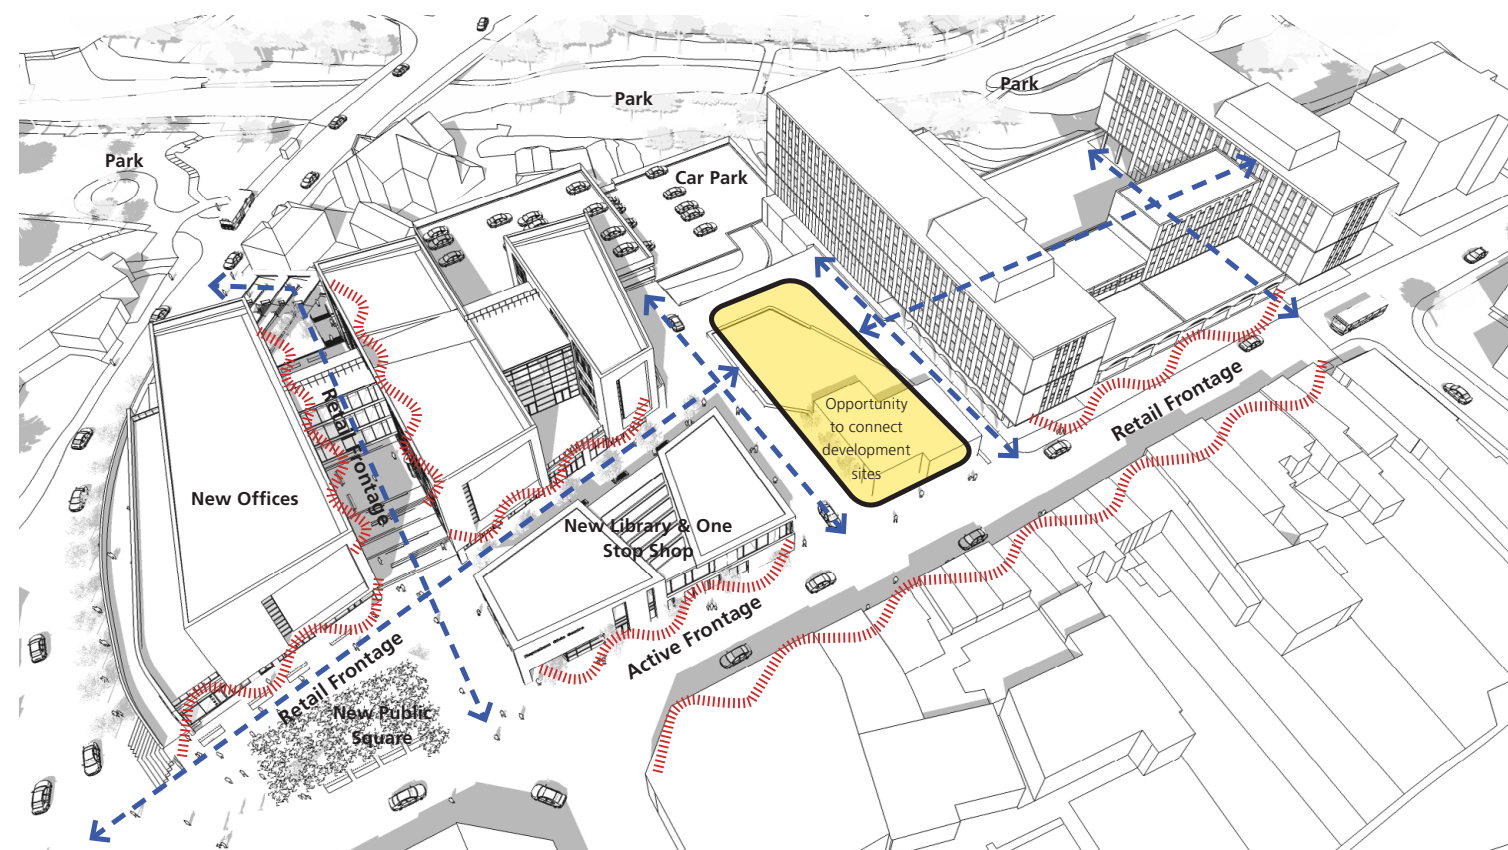 Park
Park
Park
Car Park
Opportunity
to connect
development
sites
Retail Frontage
Retail Frontage
New Offices
New Library & One
Stop Shop
Active Frontage
Retail Frontage
New Public
Square